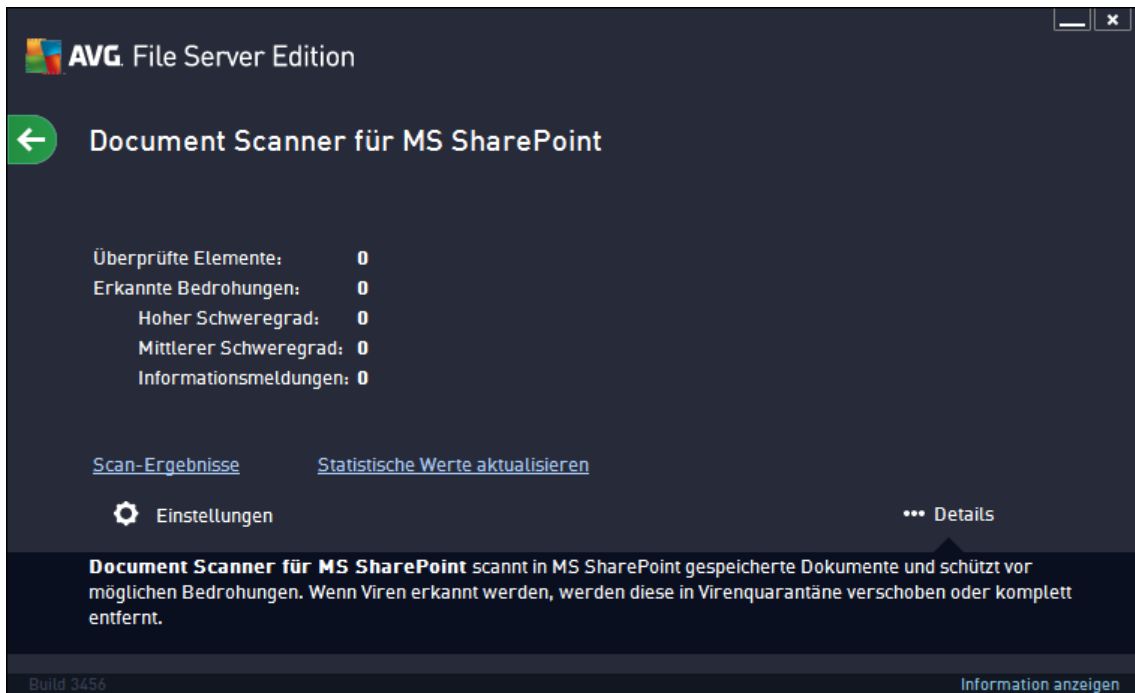 AVG. File Server Edition
Document Scanner für MS SharePoint
Überprüfte Elemente: 0
Erkannte Bedrohungen: 0
Hoher Schweregrad: 0
Mittlerer Schweregrad: 0
Informationsmeldungen: 0
Scan-Ergebnisse Statistische Werte aktualisieren
Einstellungen ••• Details
Document Scanner für MS SharePoint scannt in MS SharePoint gespeicherte Dokumente und schützt vor
möglichen Bedrohungen. Wenn Viren erkannt werden, werden diese in Virenquarantäne verschoben oder komplett
entfernt.
Build 3456 Information anzeigen